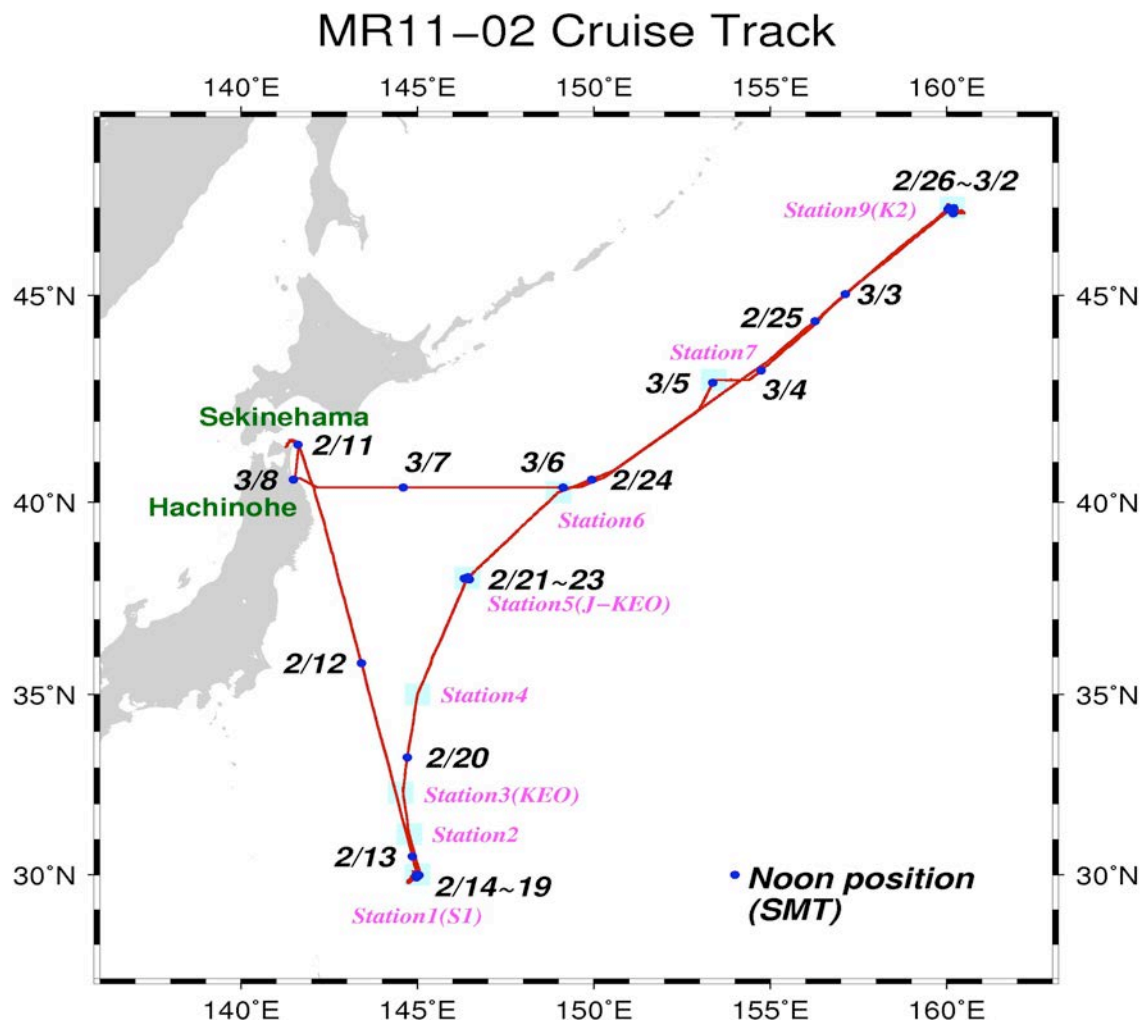 MR11-02 Cruise Track
140˚E 145˚E 150˚E 155˚E 160˚E
2/26~3/2
Station9(K2)
45˚N 3/3 45˚N
2/25
Station7
3/5 3/4
Sekinehama
2/11
3/8 3/7 3/6 2/24
40˚N 40˚N
Hachinohe
Station6
2/21~23
Station5(J-KEO)
2/12
35˚N Station4 35˚N
2/20
Station3(KEO)
Station2
2/13
30˚N 2/14~19 30˚N
Noon position
(SMT)
Station1(S1)
140˚E 145˚E 150˚E 155˚E 160˚E